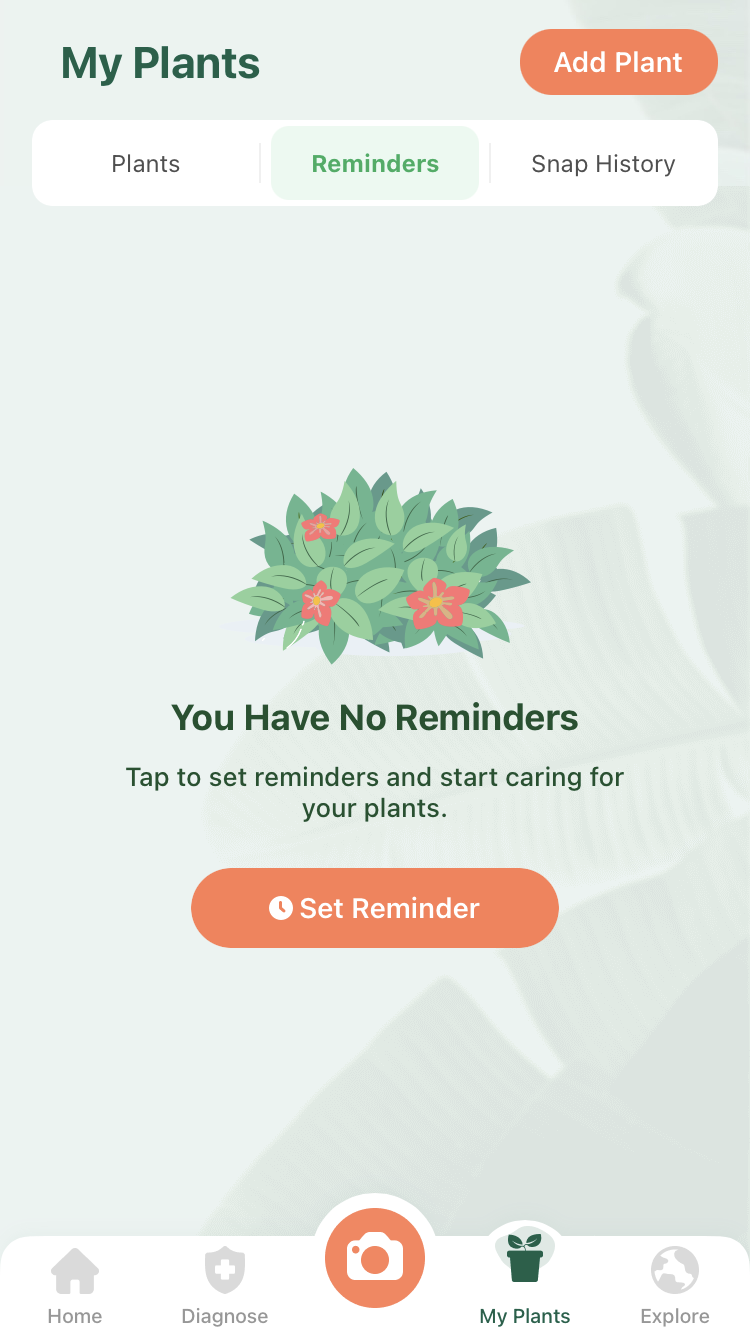 My Plants
Add Plant
Plants
Reminders
Snap History
You Have No Reminders
Tap to set reminders and start caring for
your plants.
Set Reminder
Home
Diagnose
My Plants
Explore